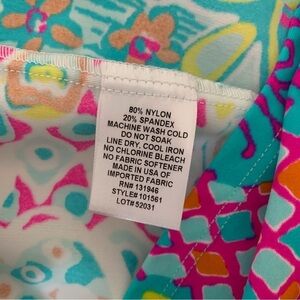 80% NYLON
20% SPANDEX
MACHINE WASH COLD
DO NOT SOAK
LINE DRY. COOL IRON
NO CHLORINE BLEACH
NO FABRIC SOFTENER
MADE IN USA OF
IMPORTED FABRIC
RN# 131946
STYLE# 101561
LOT# 52031